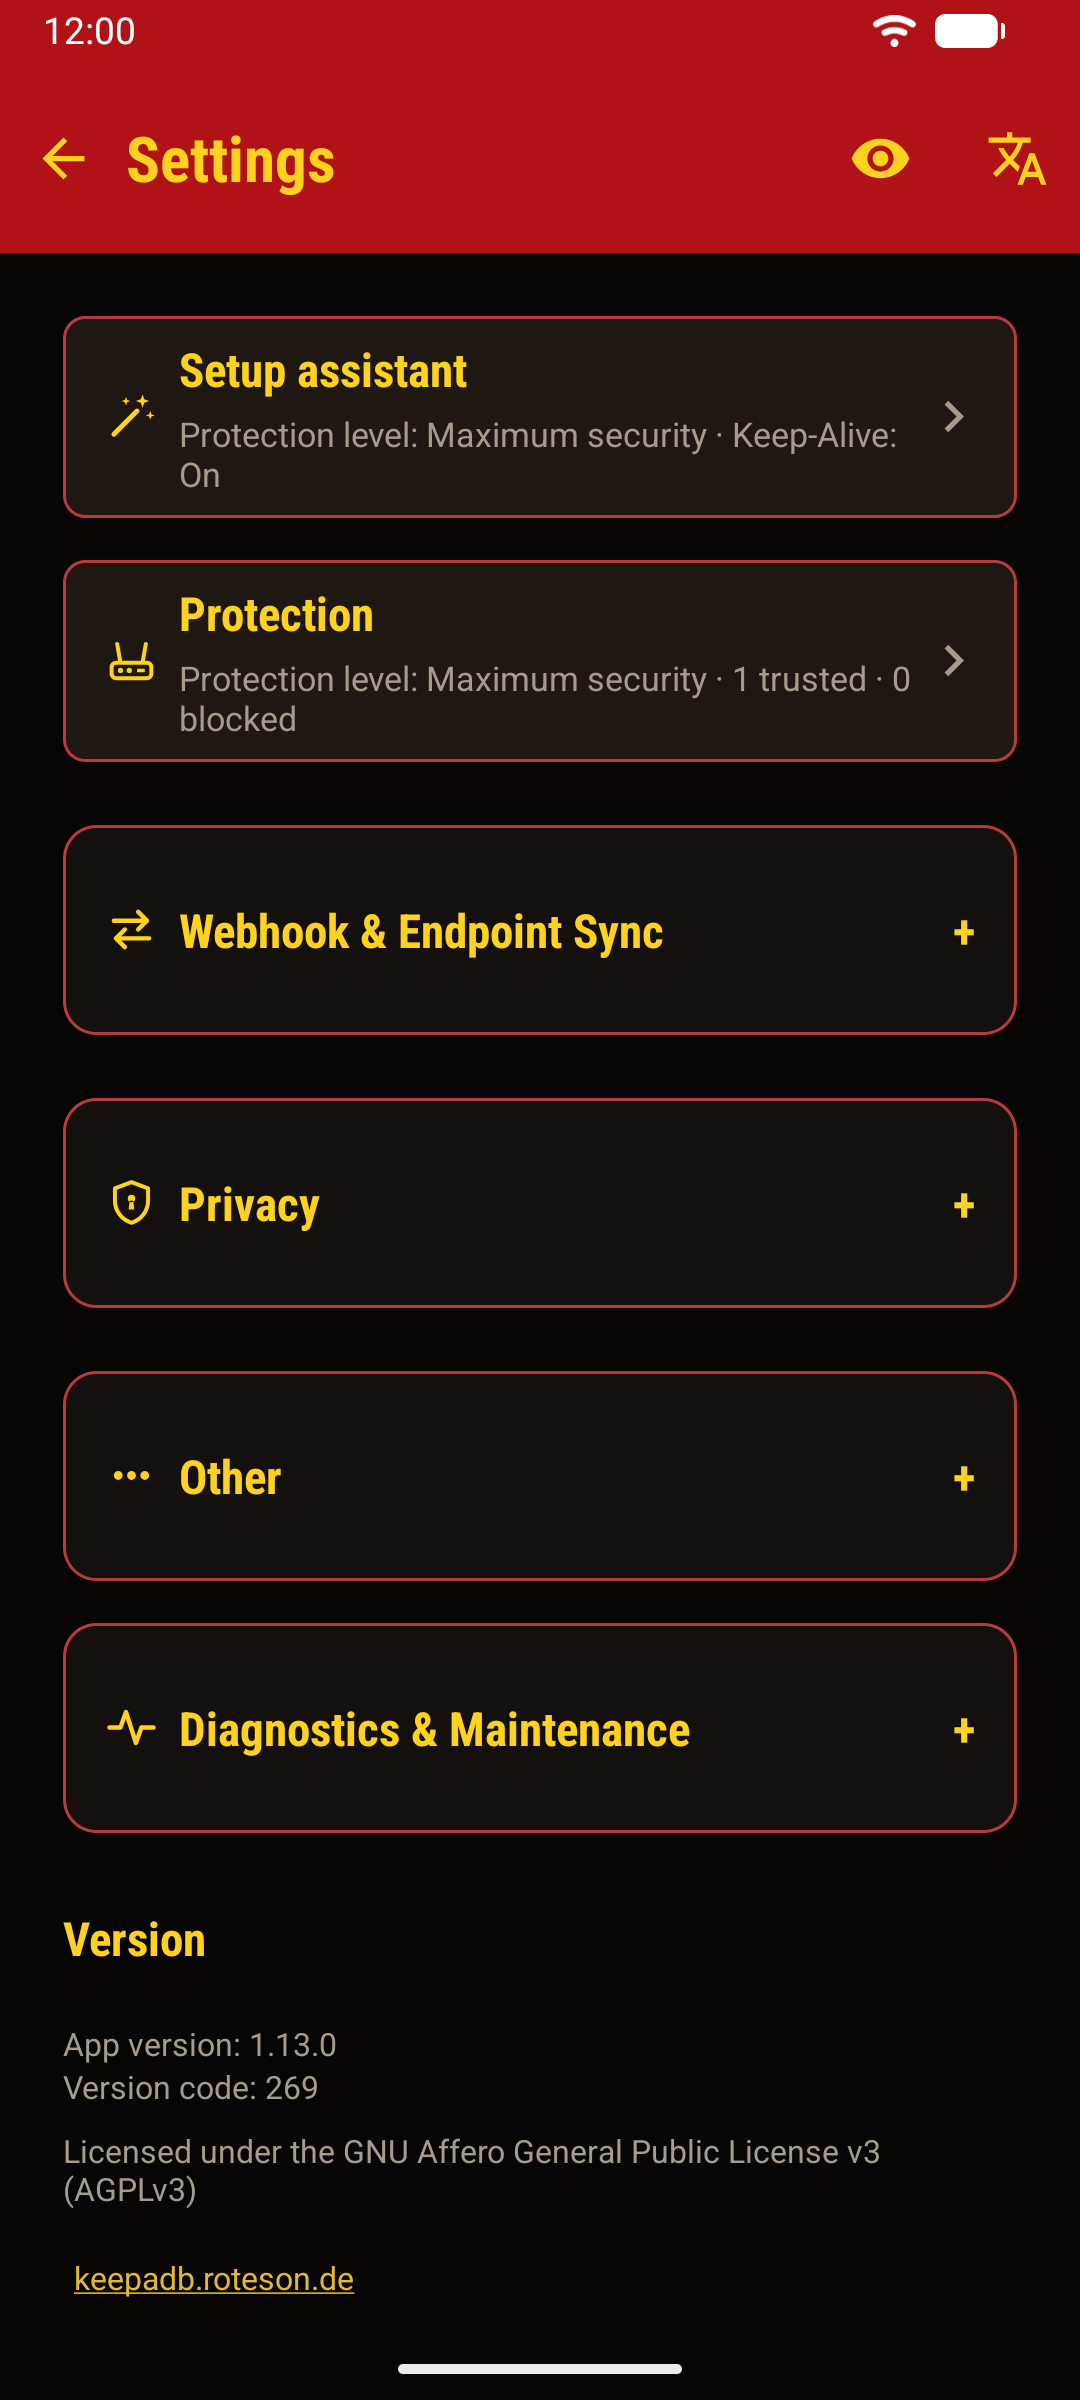 12:00
Settings
Setup assistant
Protection level: Maximum security · Keep-Alive:
On
Protection
Protection level: Maximum security · 1 trusted · 0
blocked
Webhook & Endpoint Sync
+
Privacy
+
Other
+
Diagnostics & Maintenance
+
Version
App version: 1.13.0
Version code: 269
Licensed under the GNU Affero General Public License v3
(AGPLv3)
keepadb.roteson.de